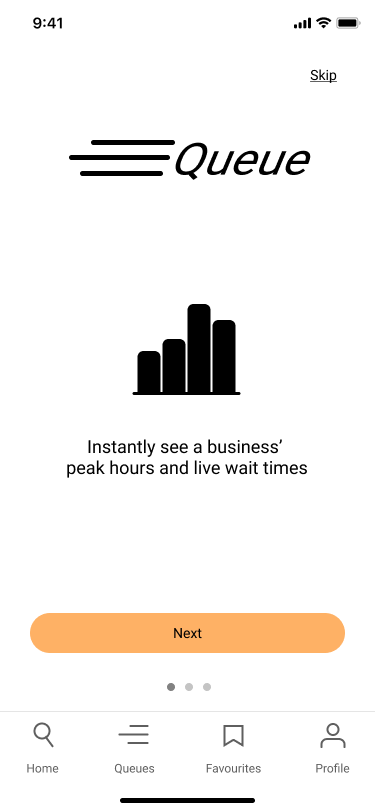 9:41
Skip
Queue
Instantly see a business’
peak hours and live wait times
Next
Home Queues Favourites Profile